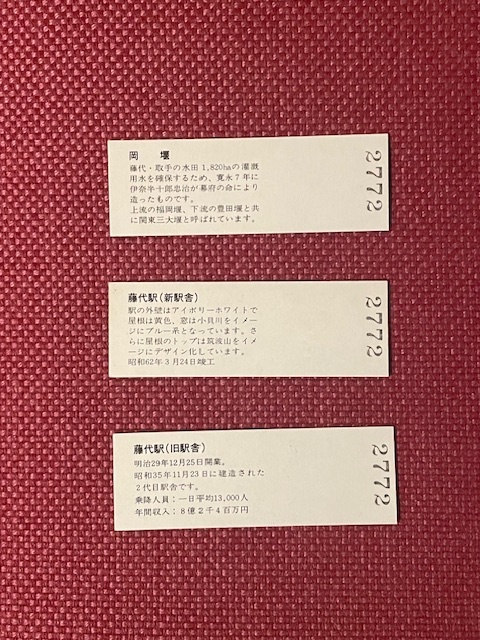 岡　堰
藤代・取手の水田1,820haの灌漑
用水を確保するため、寛永7年に
伊奈半十郎忠治が幕府の命により
造ったものです。
上流の福岡堰、下流の豊田堰と共
に関東三大堰と呼ばれています。
2772
藤代駅(新駅舎)
駅の外壁はアイボリーホワイトで
屋根は黄色、窓は小貝川をイメー
ジにブルー系となっています。さ
らに屋根のトップは筑波山をイメ
ージにデザイン化しています。
昭和62年3月24日竣工
2772
藤代駅(旧駅舎)
明治29年12月25日開業。
昭和35年11月23日に建造された
2代目駅舎です。
乗降人員：一日平均13,000人
年間収入：8億2千4百万円
2772